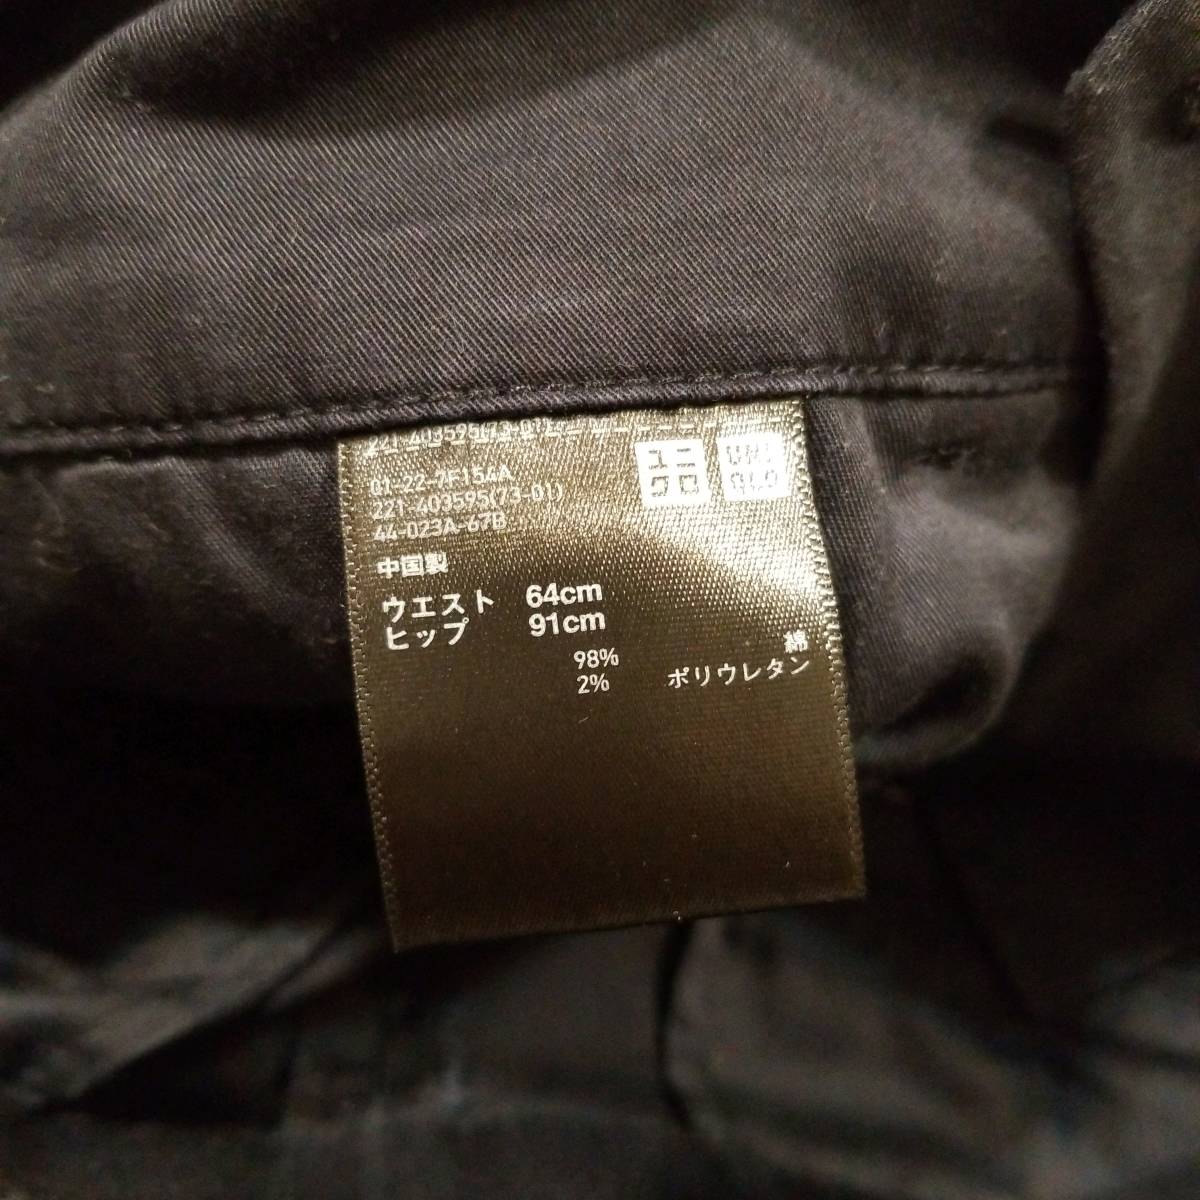 ユニクロ
UNI
QLO
01-22-7F154A
221-403595(73-01)
44-023A-67B
中国製
ウエスト 64cm
ヒップ 91cm
98% 綿
2% ポリウレタン